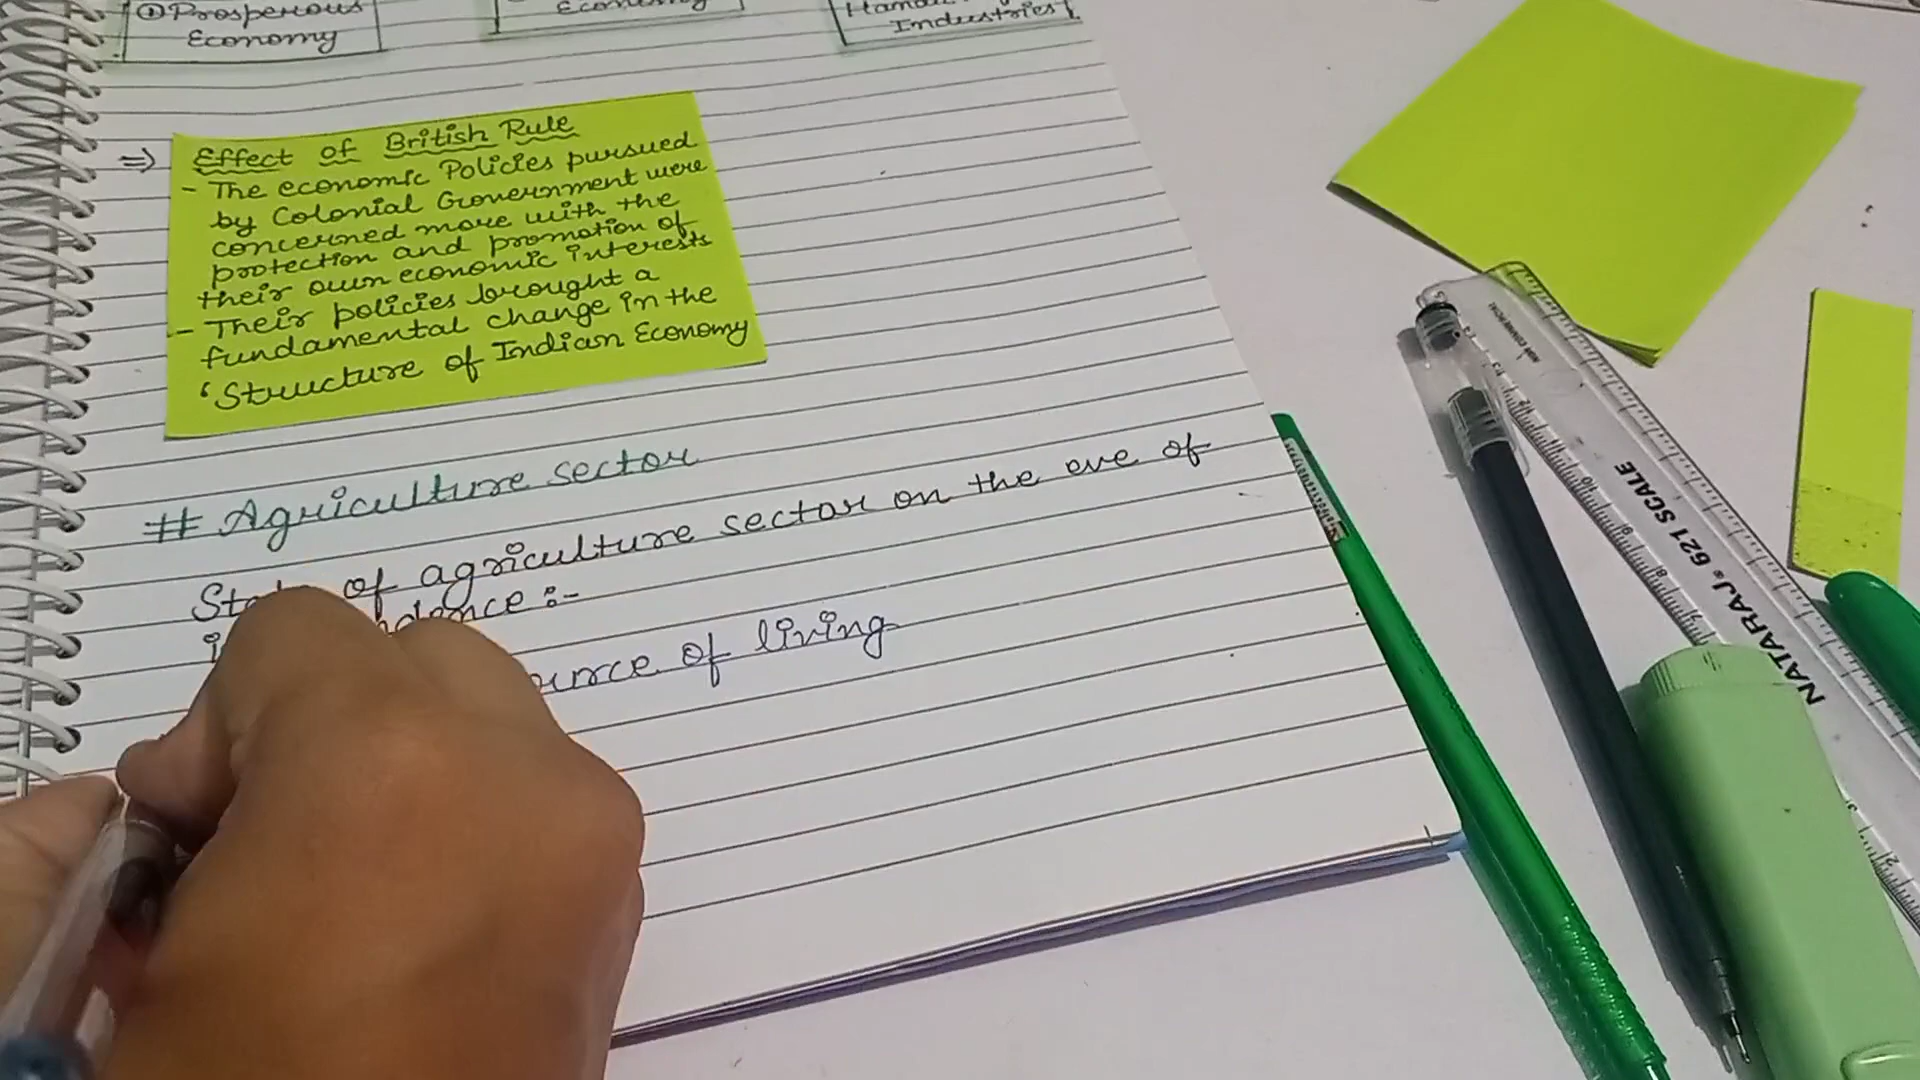 ① Prosperous
Economy
Industries
⇒ Effect of British Rule
- The economic Policies pursued
by Colonial Government were
concerned more with the
protection and promotion of
their own economic interests
- Their policies brought a
fundamental change in the
‘Structure of Indian Economy
# Agriculture sector
of agriculture sector on the eve of
:-
of living
NATARAJ 621 SCALE